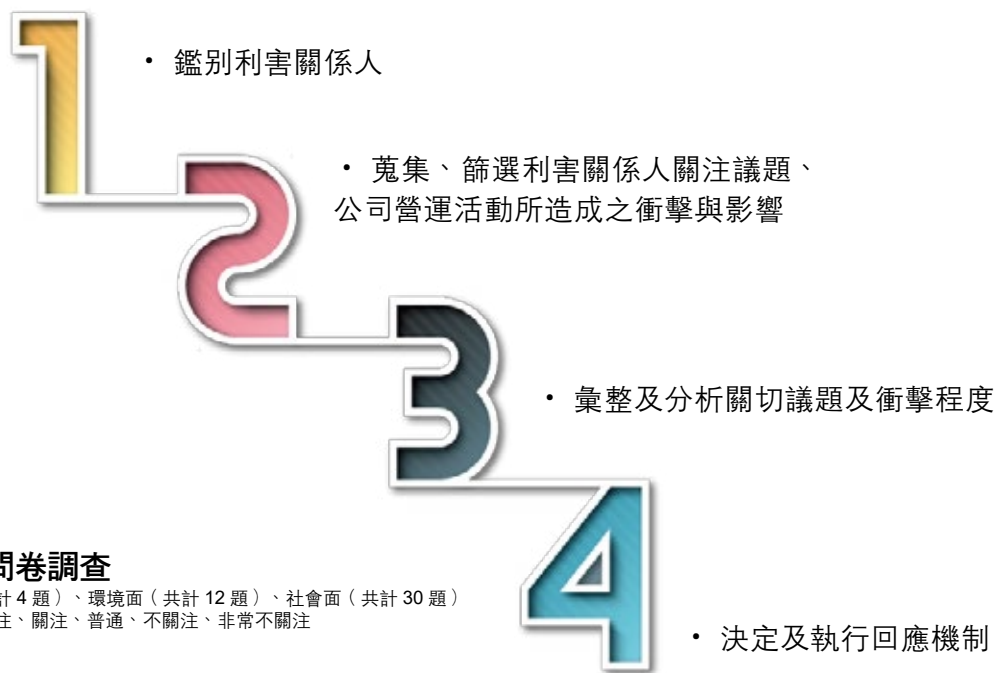 1
• 鑑別利害關係人
2
• 蒐集、篩選利害關係人關注議題、
公司營運活動所造成之衝擊與影響
3
• 彙整及分析關切議題及衝擊程度
問卷調查
計 4 題）、環境面（共計 12 題）、社會面（共計 30 題）
注、關注、普通、不關注、非常不關注
4
• 決定及執行回應機制